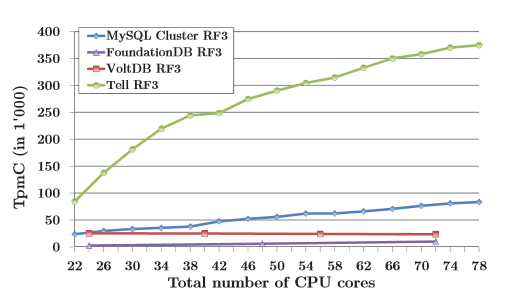 400
350
300
250
200
150
100
50
0
TpmC (in 1'000)
MySQL Cluster RF3
FoundationDB RF3
VoltDB RF3
Tell RF3
22 26 30 34 38 42 46 50 54 58 62 66 70 74 78
Total number of CPU cores